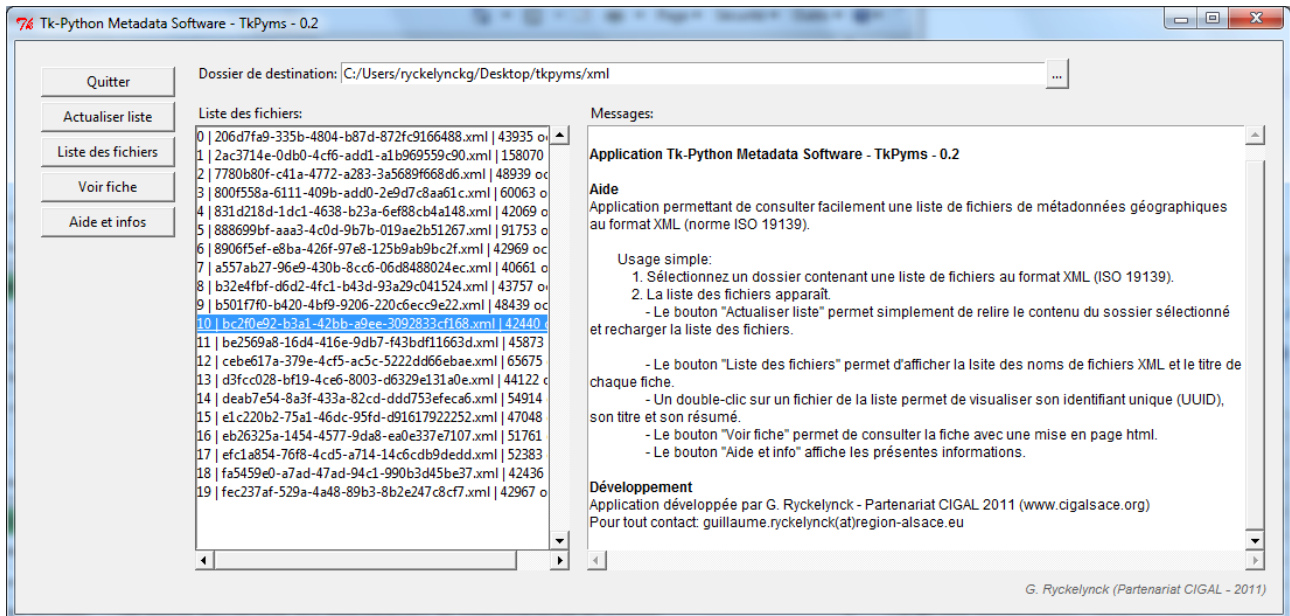 Tk-Python Metadata Software - TkPyms - 0.2
Quitter
Actualiser liste
Liste des fichiers
Voir fiche
Aide et infos
Dossier de destination: C:/Users/ryckelynckg/Desktop/tkpyms/xml ...
Liste des fichiers:
0 | 206d7fa9-335b-4804-b87d-872fc9166488.xml | 43935 o
1 | 2ac3714e-0db0-4cf6-add1-a1b969559c90.xml | 158070
2 | 7780b80f-c41a-4772-a283-3a5689f668d6.xml | 48939 oc
3 | 800f558a-6111-409b-add0-2e9d7c8aa61c.xml | 60063 o
4 | 831d218d-1dc1-4638-b23a-6ef88cb4a148.xml | 42069 o
5 | 888699bf-aaa3-4c0d-9b7b-019ae2b51267.xml | 91753 o
6 | 8906f5ef-e8ba-426f-97e8-125b9ab9bc2f.xml | 42969 oc
7 | a557ab27-96e9-430b-8cc6-06d8488024ec.xml | 40661 o
8 | b32e4fbf-d6d2-4fc1-b43d-93a29c041524.xml | 43757 o
9 | b501f7f0-b420-4bf9-9206-220c6ecc9e22.xml | 48439 oc
10 | bc2f0e92-b3a1-42bb-a9ee-3092833cf168.xml | 42440 o
11 | be2569a8-16d4-416e-9db7-f43bdf11663d.xml | 45873
12 | cebe617a-379e-4cf5-ac5c-5222dd66ebae.xml | 65675
13 | d3fcc028-bf19-4ce6-8003-d6329e131a0e.xml | 44122 o
14 | deab7e54-8a3f-433a-82cd-ddd753efeca6.xml | 54914
15 | e1c220b2-75a1-46dc-95fd-d91617922252.xml | 47048
16 | eb26325a-1454-4577-9da8-ea0e337e7107.xml | 51761
17 | efc1a854-76f8-4cd5-a714-14c6cdb9dedd.xml | 52383
18 | fa5459e0-a7ad-47ad-94c1-990b3d45be37.xml | 42436
19 | fec237af-529a-4a48-89b3-8b2e247c8cf7.xml | 42967 o
Messages:
Application Tk-Python Metadata Software - TkPyms - 0.2
Aide
Application permettant de consulter facilement une liste de fichiers de métadonnées géographiques
au format XML (norme ISO 19139).
Usage simple:
1. Sélectionnez un dossier contenant une liste de fichiers au format XML (ISO 19139).
2. La liste des fichiers apparaît.
- Le bouton "Actualiser liste" permet simplement de relire le contenu du sossier sélectionné
et recharger la liste des fichiers.
- Le bouton "Liste des fichiers" permet d'afficher la lsite des noms de fichiers XML et le titre de
chaque fiche.
- Un double-clic sur un fichier de la liste permet de visualiser son identifiant unique (UUID),
son titre et son résumé.
- Le bouton "Voir fiche" permet de consulter la fiche avec une mise en page html.
- Le bouton "Aide et info" affiche les présentes informations.
Développement
Application développée par G. Ryckelynck - Partenariat CIGAL 2011 (www.cigalsace.org)
Pour tout contact: guillaume.ryckelynck(at)region-alsace.eu
G. Ryckelynck (Partenariat CIGAL - 2011)